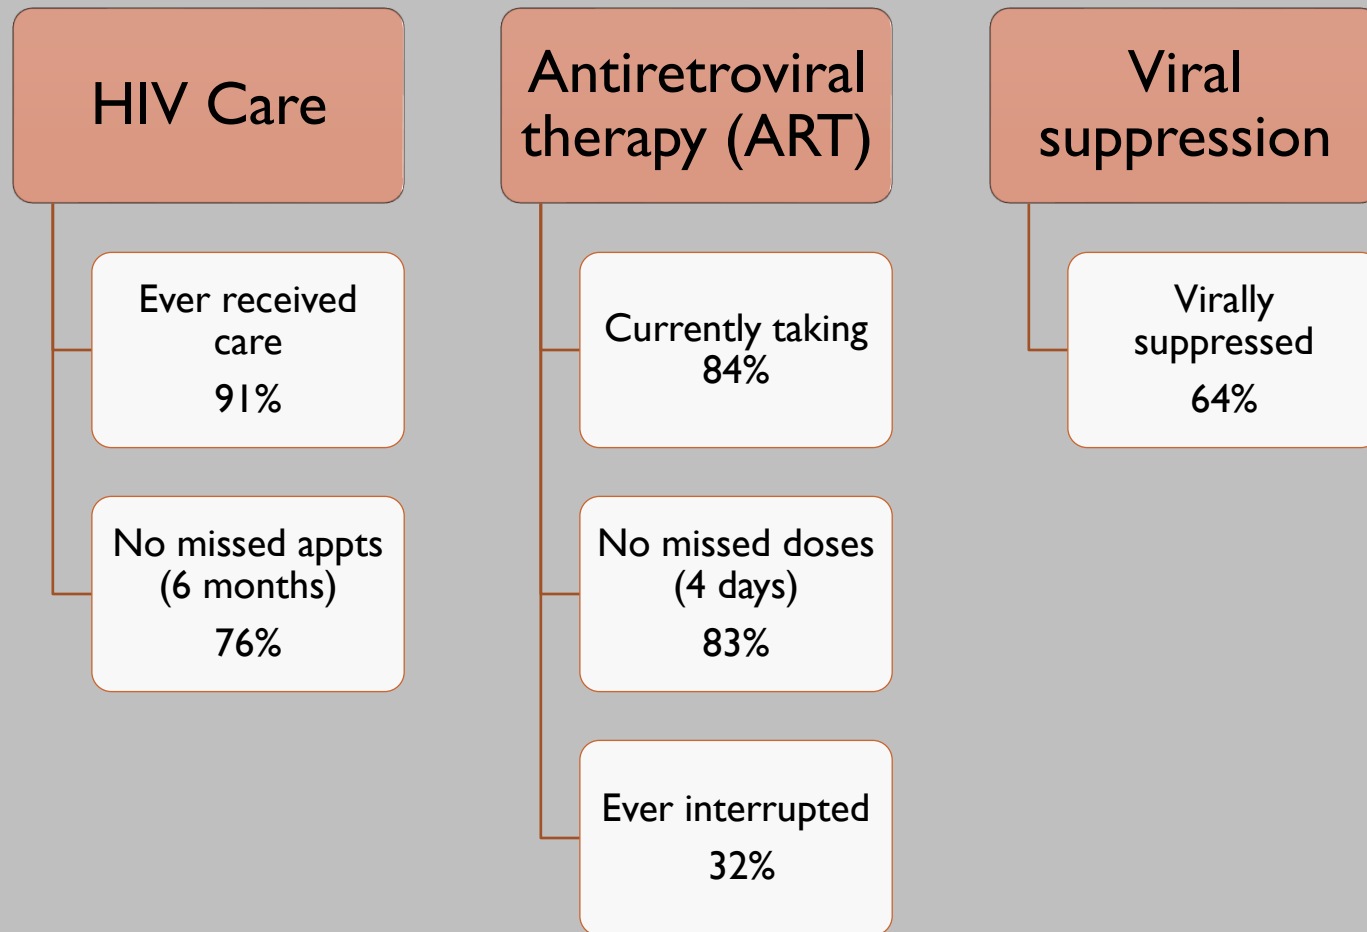 HIV Care
Ever received
care
91%
No missed appts
(6 months)
76%
Antiretroviral
therapy (ART)
Currently taking
84%
No missed doses
(4 days)
83%
Ever interrupted
32%
Viral
suppression
Virally
suppressed
64%